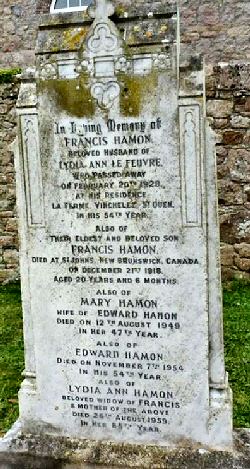 In Loving Memory of
FRANCIS HAMON,
BELOVED HUSBAND OF
LYDIA ANN LE FEUVRE,
WHO PASSED AWAY
ON FEBRUARY 20TH 1928,
AT HIS RESIDENCE
LA FERME, VINCHELEZ, ST OUEN,
IN HIS 54TH YEAR.
ALSO OF
THEIR ELDEST AND BELOVED SON
FRANCIS HAMON,
DIED AT ST JOHNS, NEW BRUNSWICK, CANADA,
ON DECEMBER 21ST 1918,
AGED 20 YEARS AND 6 MONTHS.
ALSO OF
MARY HAMON
WIFE OF EDWARD HAMON
DIED ON 12TH AUGUST 1949
IN HER 47TH YEAR.
ALSO OF
EDWARD HAMON
DIED ON NOVEMBER 7TH 1954
IN HIS 54TH YEAR.
ALSO OF
LYDIA ANN HAMON
BELOVED WIDOW OF FRANCIS
& MOTHER OF THE ABOVE
DIED 26TH AUGUST 1959.
IN HER YEAR.